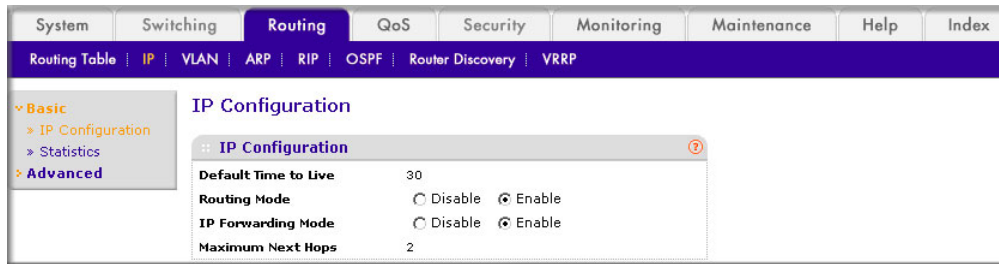 System Switching Routing QoS Security Monitoring Maintenance Help Index
Routing Table IP VLAN ARP RIP OSPF Router Discovery VRRP
Basic
» IP Configuration
» Statistics
Advanced
IP Configuration
IP Configuration ?
Default Time to Live 30
Routing Mode Disable Enable
IP Forwarding Mode Disable Enable
Maximum Next Hops 2